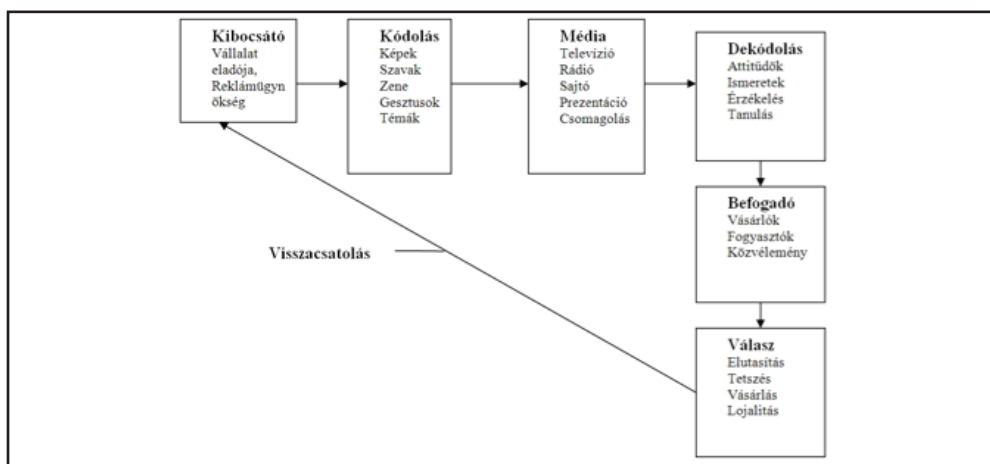 Kibocsátó
Vállalat
eladója,
Reklámügyn
ökség
Kódolás
Képek
Szavak
Zene
Gesztusok
Témák
Média
Televízió
Rádió
Sajtó
Prezentáció
Csomagolás
Dekódolás
Attitűdők
Ismeretek
Érzékelés
Tanulás
Befogadó
Vásárlók
Fogyasztók
Közvélemény
Válasz
Elutasítás
Tetszés
Vásárlás
Lojalitás
Visszacsatolás